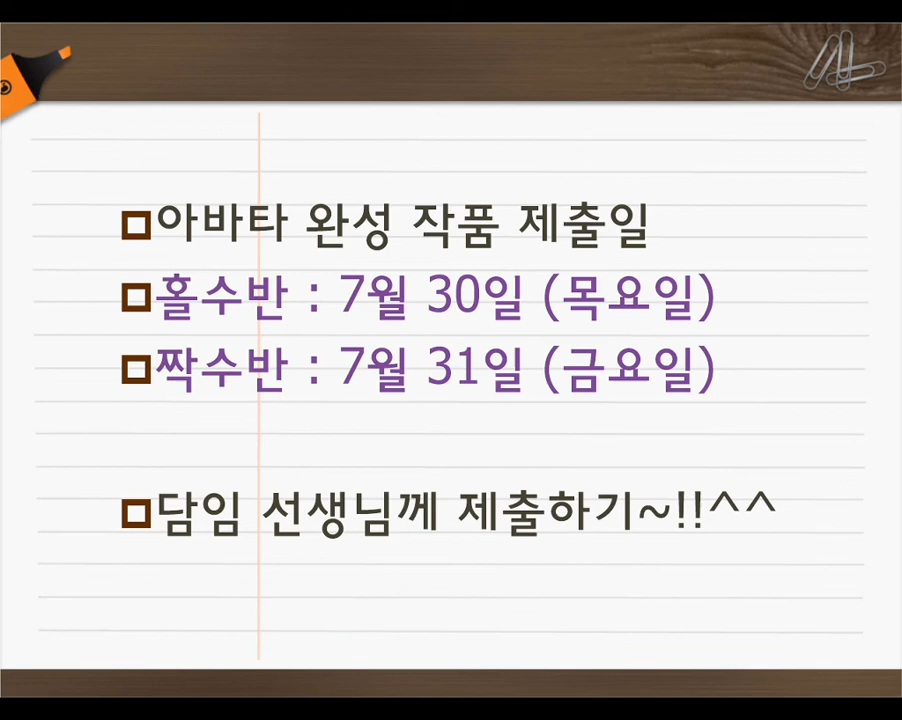 아바타 완성 작품 제출일
홀수반 : 7월 30일 (목요일)
짝수반 : 7월 31일 (금요일)
담임 선생님께 제출하기~!!^^